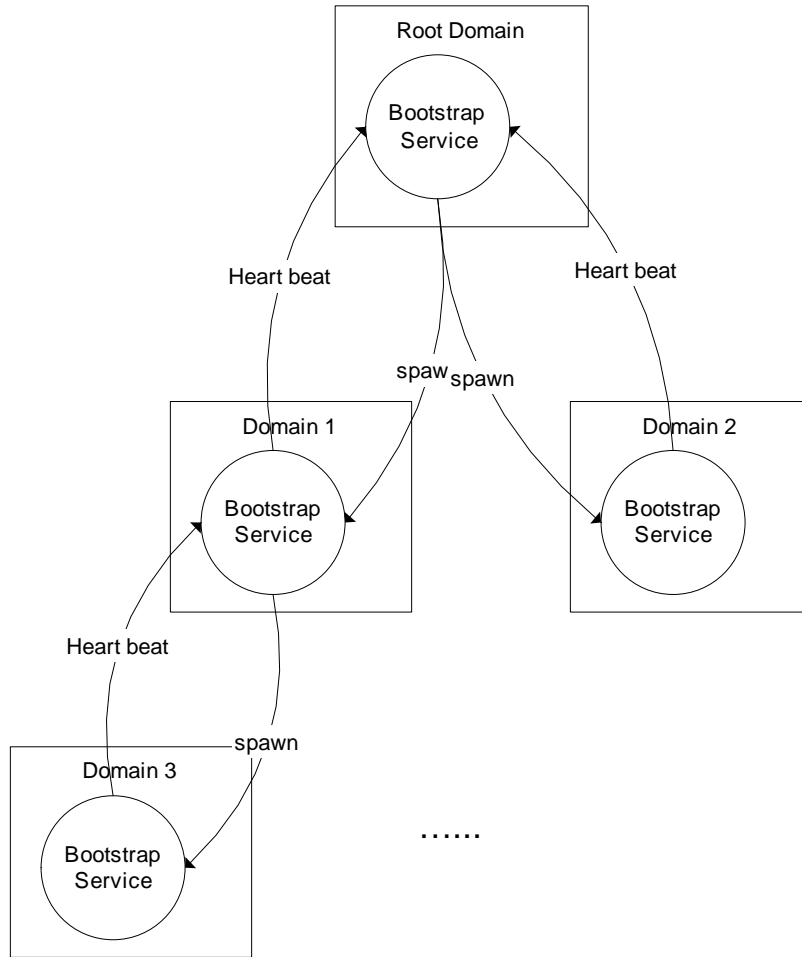 Root Domain
Bootstrap
Service
Heart beat
Heart beat
spaw
spawn
Domain 1
Domain 2
Bootstrap
Service
Bootstrap
Service
Heart beat
spawn
Domain 3
Bootstrap
Service
......